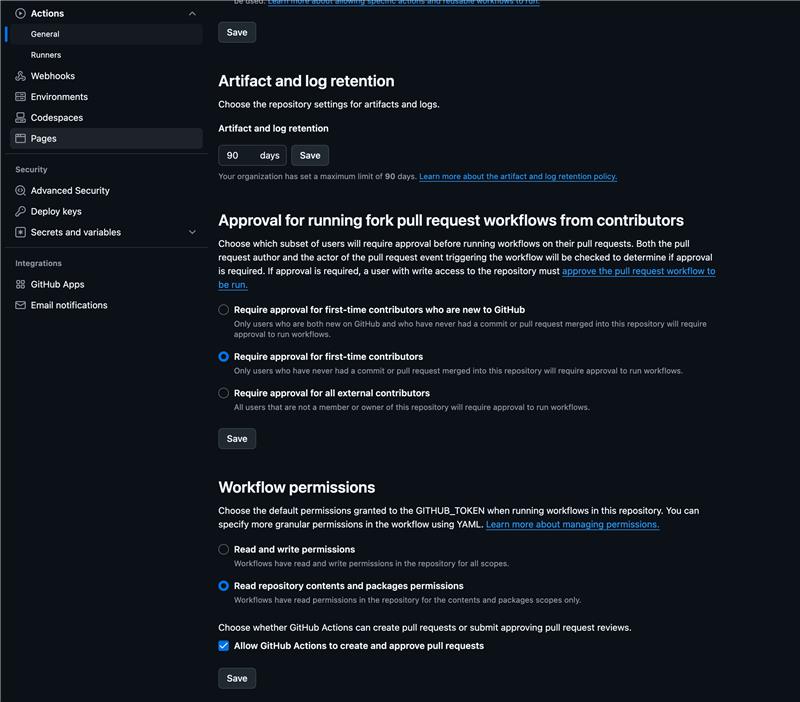 Actions
General
Runners
Webhooks
Environments
Codespaces
Pages
Security
Advanced Security
Deploy keys
Secrets and variables
Integrations
GitHub Apps
Email notifications
be used. Learn more about allowing specific actions and reusable workflows to run.
Save
Artifact and log retention
Choose the repository settings for artifacts and logs.
Artifact and log retention
90 days Save
Your organization has set a maximum limit of 90 days. Learn more about the artifact and log retention policy.
Approval for running fork pull request workflows from contributors
Choose which subset of users will require approval before running workflows on their pull requests. Both the pull
request author and the actor of the pull request event triggering the workflow will be checked to determine if approval
is required. If approval is required, a user with write access to the repository must approve the pull request workflow to
be run.
Require approval for first-time contributors who are new to GitHub
Only users who are both new on GitHub and who have never had a commit or pull request merged into this repository will require
approval to run workflows.
Require approval for first-time contributors
Only users who have never had a commit or pull request merged into this repository will require approval to run workflows.
Require approval for all external contributors
All users that are not a member or owner of this repository will require approval to run workflows.
Save
Workflow permissions
Choose the default permissions granted to the GITHUB_TOKEN when running workflows in this repository. You can
specify more granular permissions in the workflow using YAML. Learn more about managing permissions.
Read and write permissions
Workflows have read and write permissions in the repository for all scopes.
Read repository contents and packages permissions
Workflows have read permissions in the repository for the contents and packages scopes only.
Choose whether GitHub Actions can create pull requests or submit approving pull request reviews.
Allow GitHub Actions to create and approve pull requests
Save